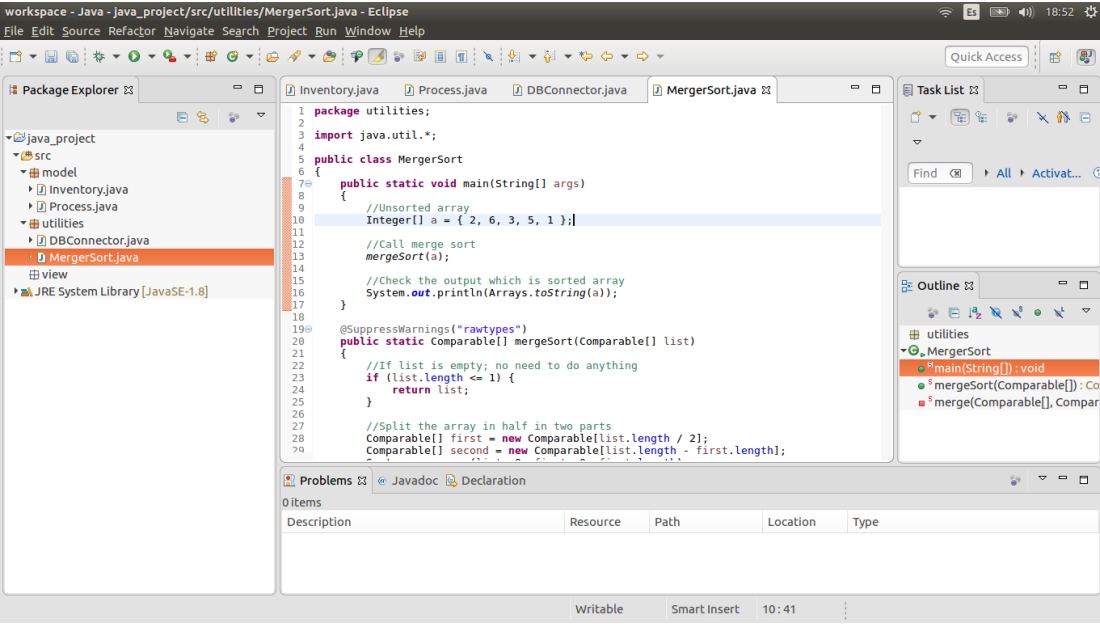 workspace - Java - java_project/src/utilities/MergerSort.java - Eclipse
Es
18:52
File Edit Source Refactor Navigate Search Project Run Window Help
Quick Access
Package Explorer
java_project
src
model
Inventory.java
Process.java
utilities
DBConnector.java
MergerSort.java
view
JRE System Library [JavaSE-1.8]
Inventory.java Process.java DBConnector.java MergerSort.java
1 package utilities;
2
3 import java.util.*;
4
5 public class MergerSort
6 {
7 public static void main(String[] args)
8 {
9 //Unsorted array
10 Integer[] a = { 2, 6, 3, 5, 1 };
11
12 //Call merge sort
13 mergeSort(a);
14
15 //Check the output which is sorted array
16 System.out.println(Arrays.toString(a));
17 }
18
19 @SuppressWarnings("rawtypes")
20 public static Comparable[] mergeSort(Comparable[] list)
21 {
22 //If list is empty; no need to do anything
23 if (list.length <= 1) {
24 return list;
25 }
26
27 //Split the array in half in two parts
28 Comparable[] first = new Comparable[list.length / 2];
29 Comparable[] second = new Comparable[list.length - first.length];
Task List
Find All Activat...
Outline
utilities
MergerSort
main(String[]) : void
mergeSort(Comparable[]) : Co
merge(Comparable[], Compar
Problems Javadoc Declaration
0 items
Description Resource Path Location Type
Writable Smart Insert 10:41